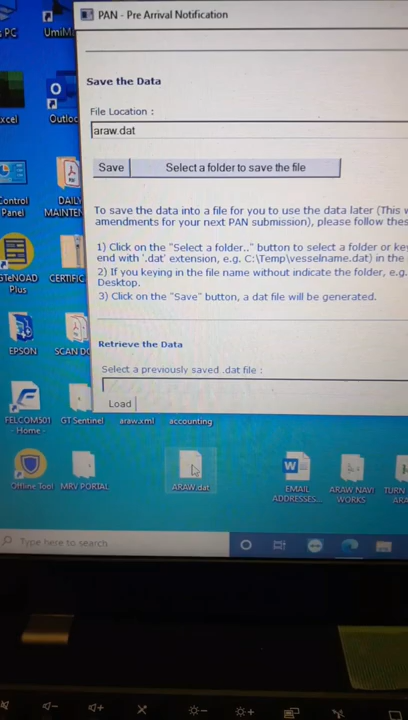 PAN - Pre Arrival Notification
s PC
UmiM
Save the Data
File Location :
araw.dat
Save
Select a folder to save the file
xcel
Outloo
To save the data into a file for you to use the data later (This w
amendments for your next PAN submission), please follow thes
1) Click on the "Select a folder.." button to select a folder or key
end with '.dat' extension, e.g. C:\Temp\vesselname.dat) in the
2) If you keying in the file name without indicate the folder, e.g.
Desktop.
3) Click on the "Save" button, a dat file will be generated.
Control
Panel
DAILY
MAINTEN
GTeNOAD
Plus
CERTIFIC
EPSON
SCAN DO
Retrieve the Data
Select a previously saved .dat file :
Load
FELCOM501
- Home -
GT Sentinel
araw.xml
accounting
Offline Tool
MRV PORTAL
ARAW.dat
EMAIL
ADDRESSES...
ARAW NAVI
WORKS
TURN
ARA
Type here to search